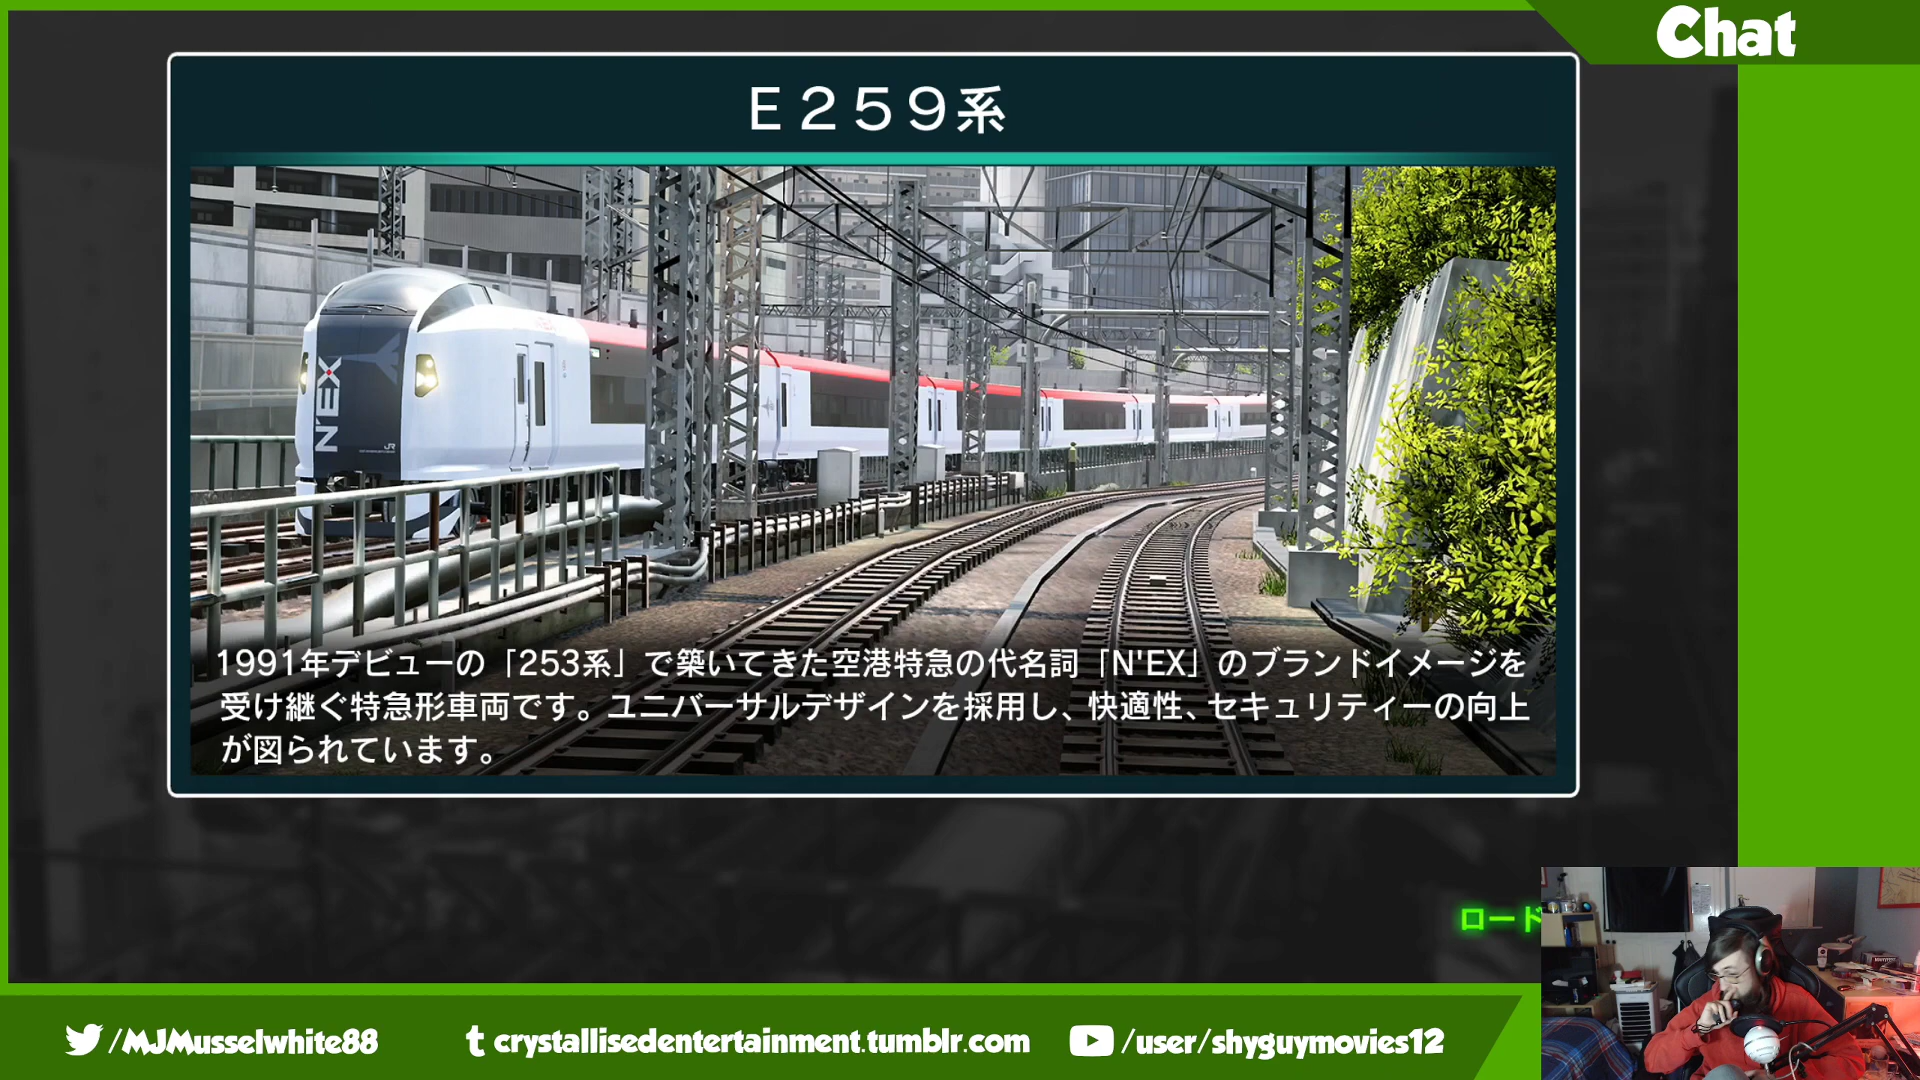 Chat
E259系
N'EX
JR
1991年デビューの「253系」で築いてきた空港特急の代名詞「N'EX」のブランドイメージを
受け継ぐ特急形車両です。ユニバーサルデザインを採用し、快適性、セキュリティーの向上
が図られています。
ロード
/MJMusselwhite88
t crystallisedentertainment.tumblr.com
/user/shyguymovies12